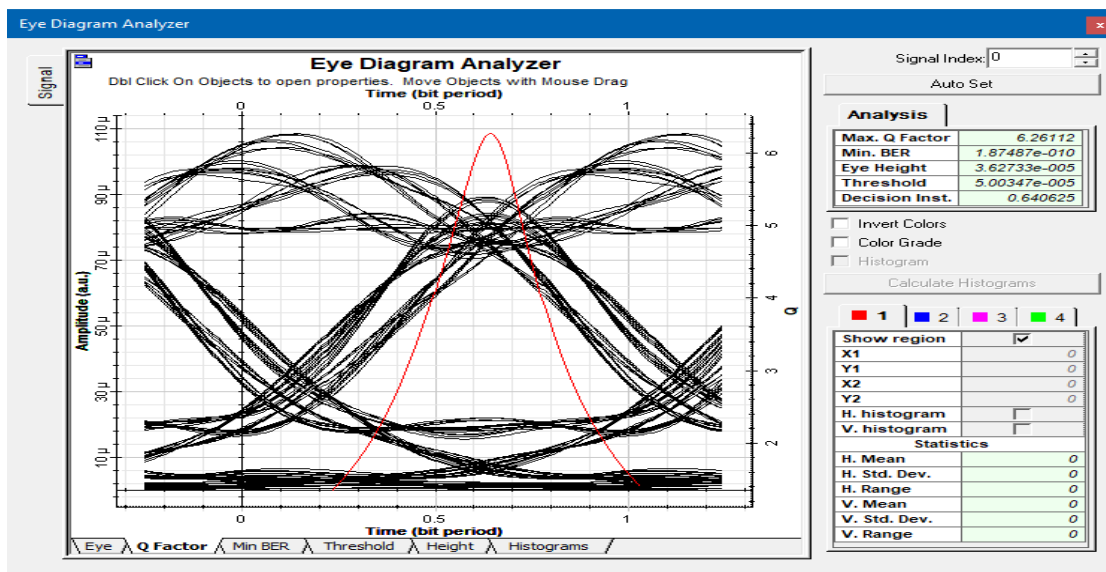 Eye Diagram Analyzer
Signal
Eye Diagram Analyzer
Dbl Click On Objects to open properties. Move Objects with Mouse Drag
Time (bit period)
0 0.5 1
Amplitude (a.u.)
110 µ
90 µ
70 µ
50 µ
30 µ
10 µ
6
5
4
3
2
Q
0 0.5 1
Time (bit period)
Eye Q Factor Min BER Threshold Height Histograms
Signal Index: 0
Auto Set
Analysis
Max. Q Factor 6.26112
Min. BER 1.87487e-010
Eye Height 3.62733e-005
Threshold 5.00347e-005
Decision Inst. 0.640625
Invert Colors
Color Grade
Histogram
Calculate Histograms
1 2 3 4
Show region
X1 0
Y1 0
X2 0
Y2 0
H. histogram
V. histogram
Statistics
H. Mean 0
H. Std. Dev. 0
H. Range 0
V. Mean 0
V. Std. Dev. 0
V. Range 0